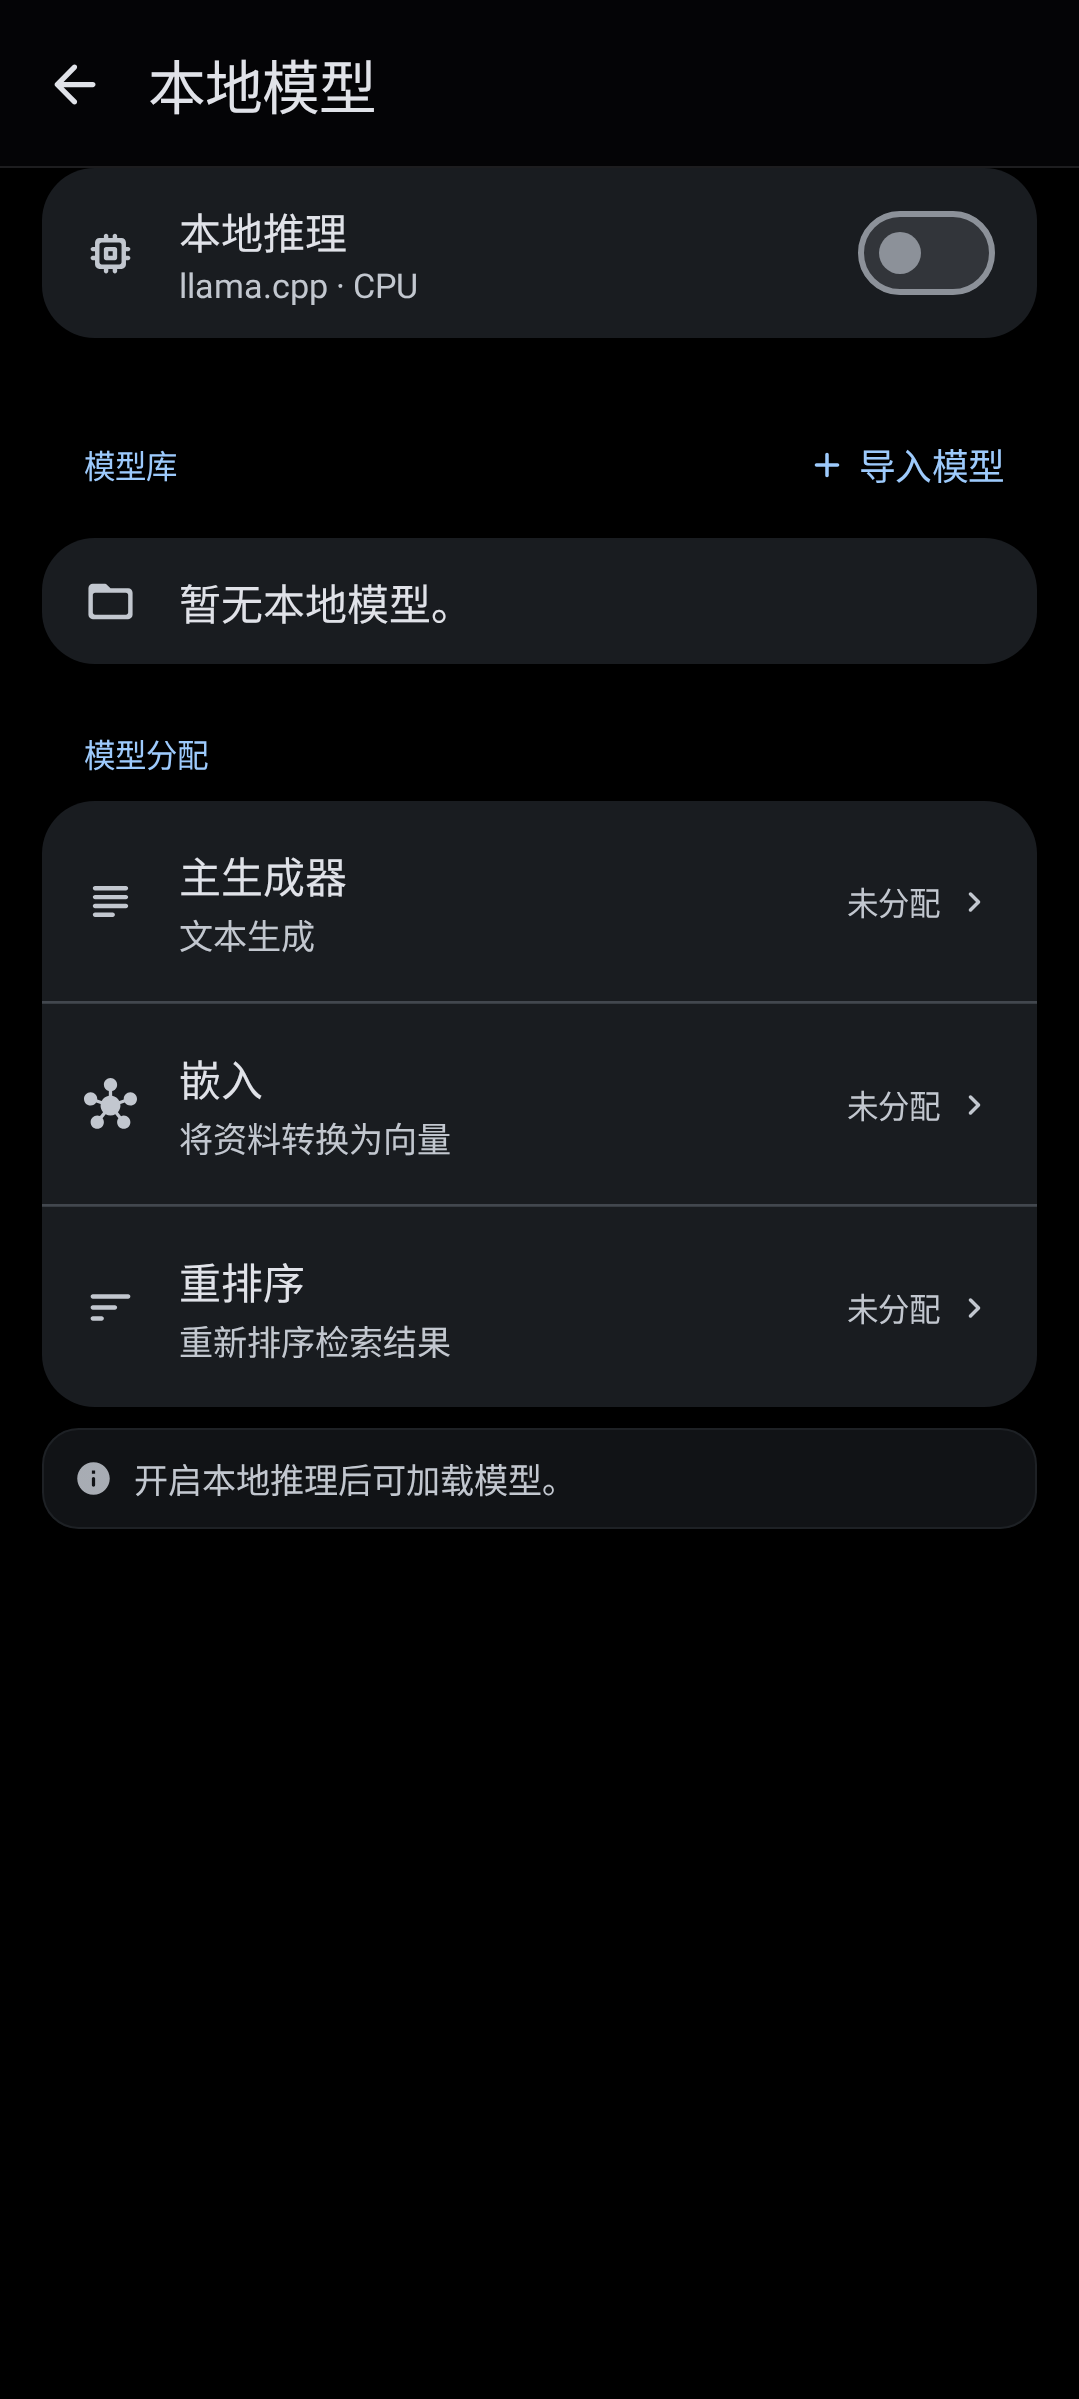 本地模型
本地推理
llama.cpp · CPU
模型库
+ 导入模型
暂无本地模型。
模型分配
主生成器
文本生成
未分配
嵌入
将资料转换为向量
未分配
重排序
重新排序检索结果
未分配
开启本地推理后可加载模型。